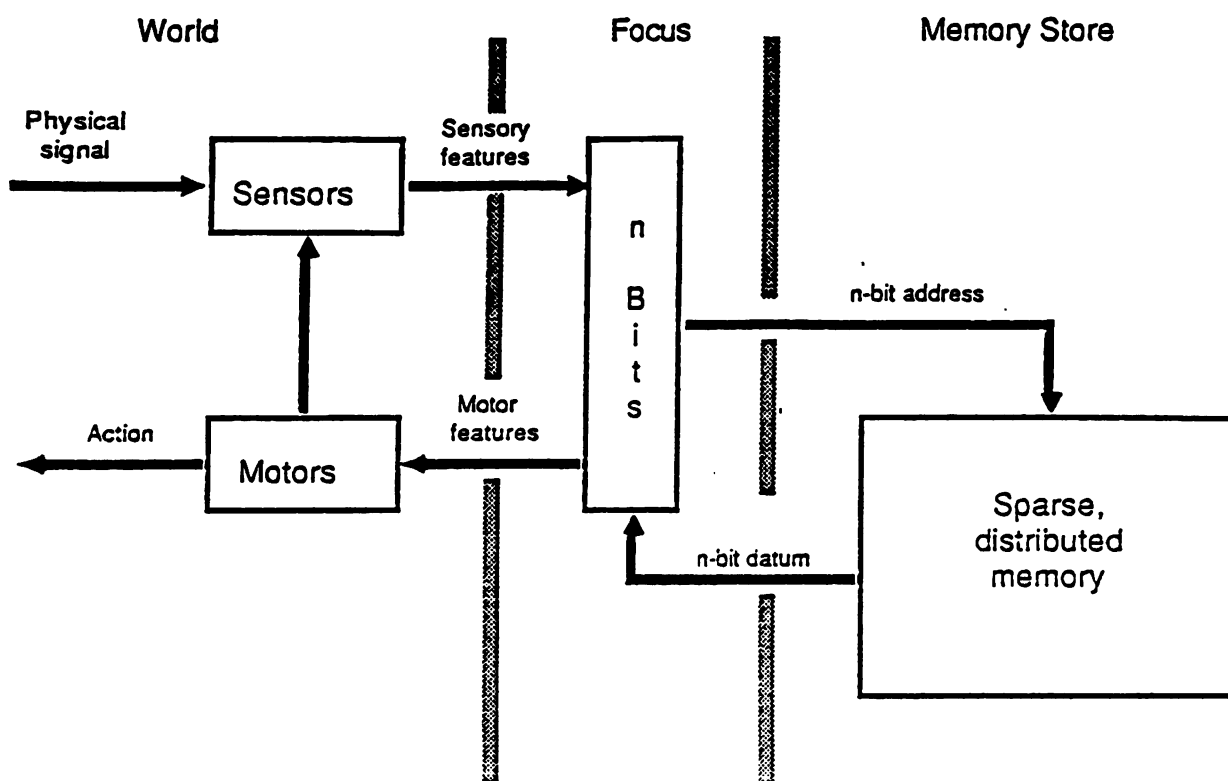 World
Focus
Memory Store
Physical
signal
Sensors
Sensory
features
n
B
i
t
s
n-bit address
Action
Motors
Motor
features
n-bit datum
Sparse,
distributed
memory